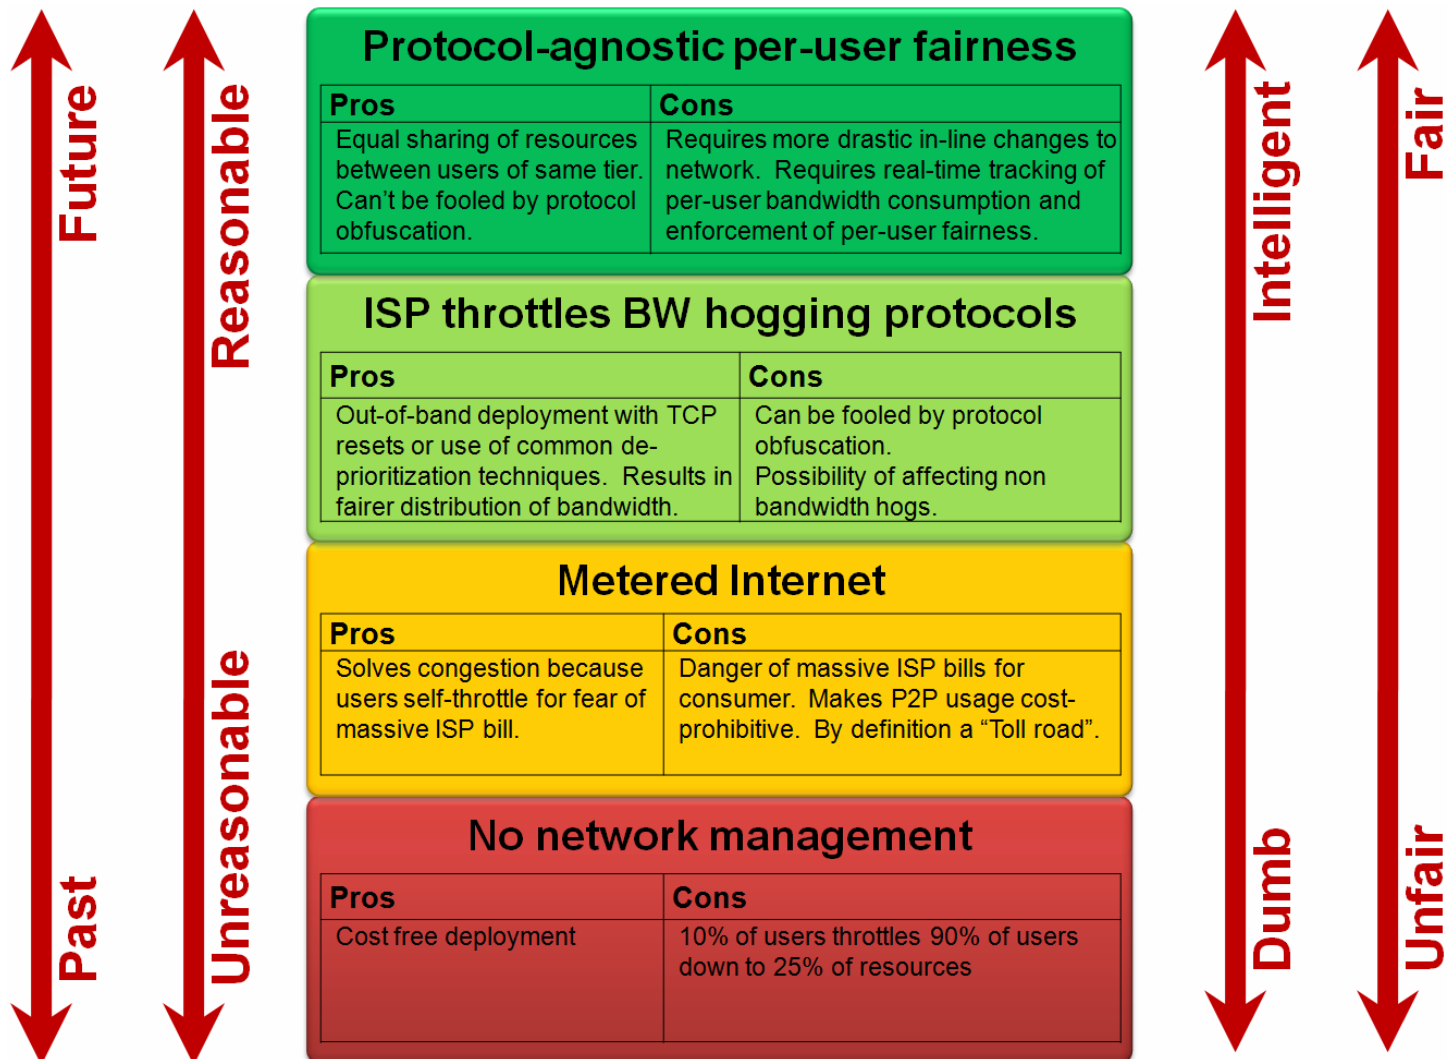 Protocol-agnostic per-user fairness
Pros
Cons
Equal sharing of resources
between users of same tier.
Can't be fooled by protocol
obfuscation.
Requires more drastic in-line changes to
network.  Requires real-time tracking of
per-user bandwidth consumption and
enforcement of per-user fairness.
ISP throttles BW hogging protocols
Pros
Cons
Out-of-band deployment with TCP
resets or use of common de-
prioritization techniques.  Results in
fairer distribution of bandwidth.
Can be fooled by protocol
obfuscation.
Possibility of affecting non
bandwidth hogs.
Metered Internet
Pros
Cons
Solves congestion because
users self-throttle for fear of
massive ISP bill.
Danger of massive ISP bills for
consumer.  Makes P2P usage cost-
prohibitive.  By definition a “Toll road”.
No network management
Pros
Cons
Cost free deployment
10% of users throttles 90% of users
down to 25% of resources
Future
Past
Reasonable
Unreasonable
Intelligent
Dumb
Fair
Unfair